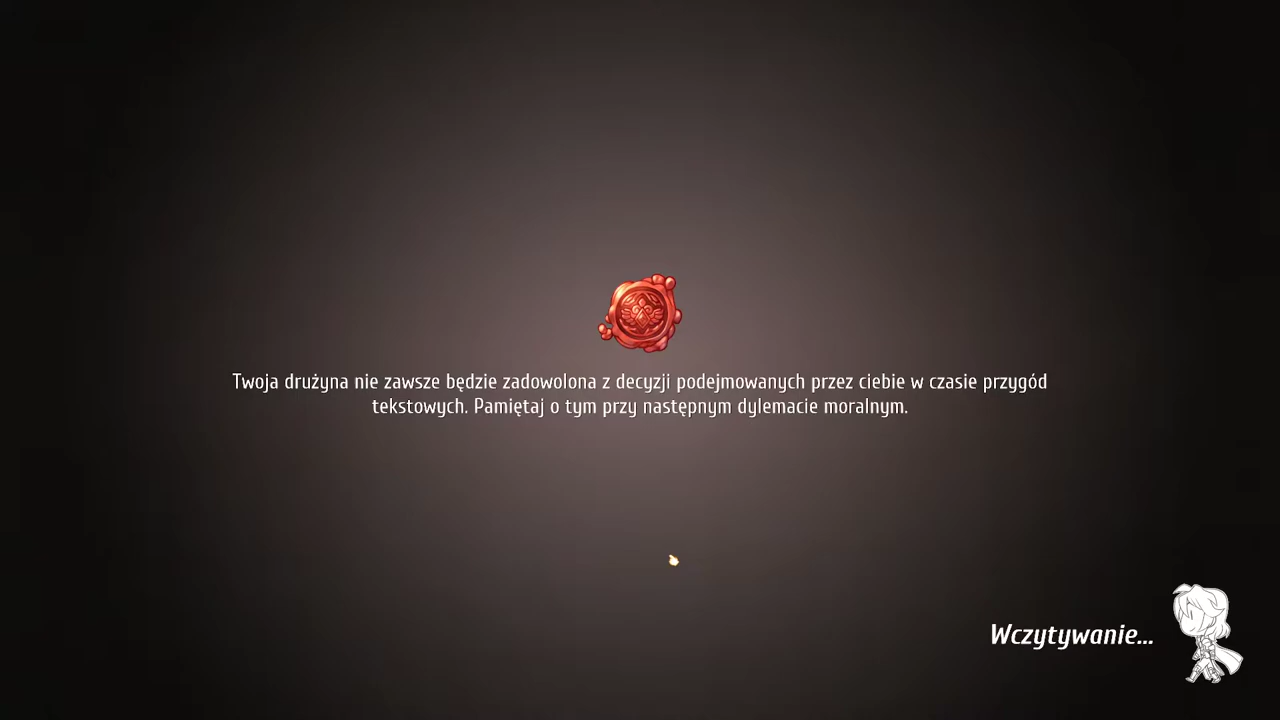 Twoja drużyna nie zawsze będzie zadowolona z decyzji podejmowanych przez ciebie w czasie przygód
tekstowych. Pamiętaj o tym przy następnym dylemacie moralnym.
Wczytywanie...